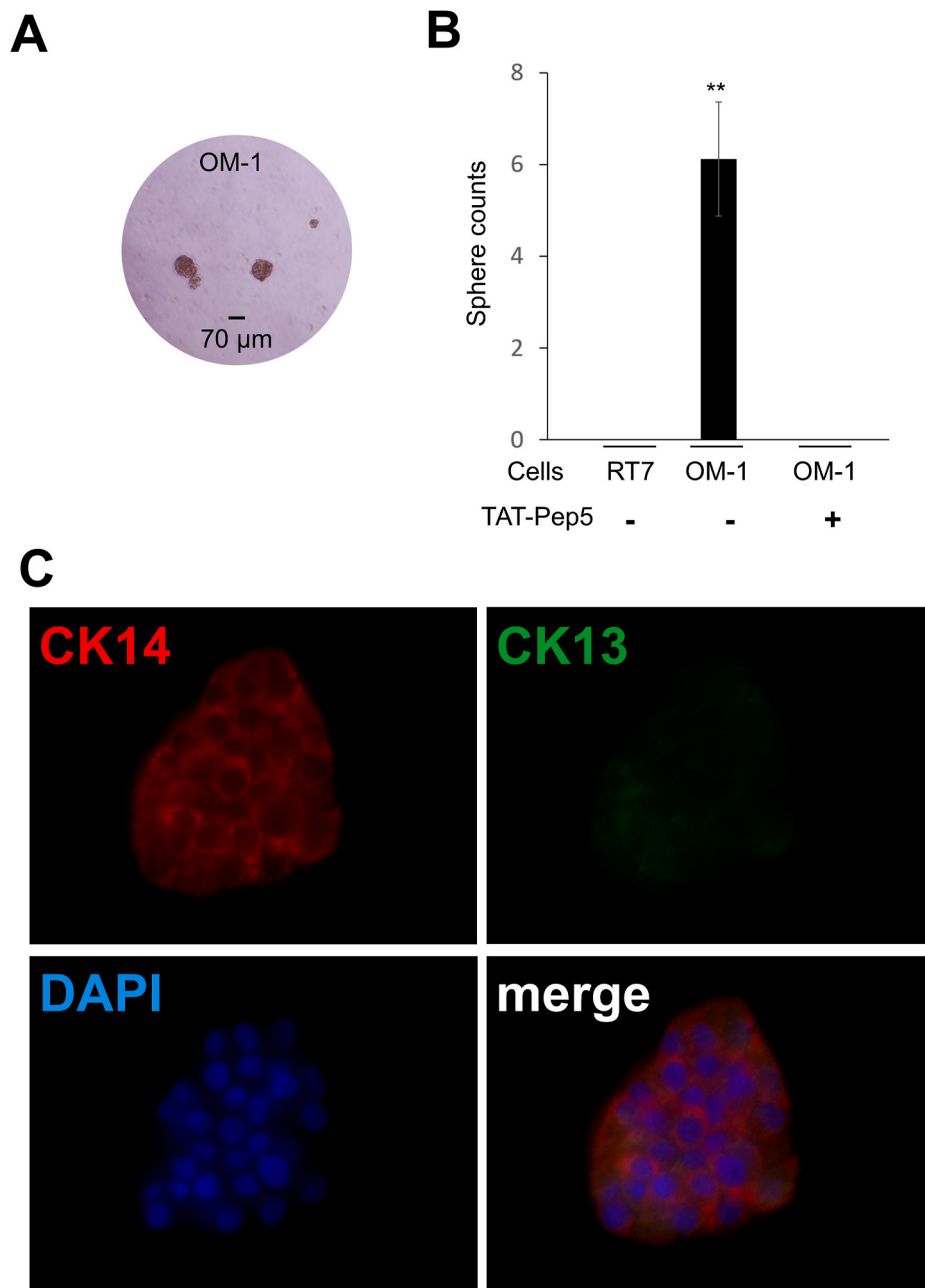 A
OM-1
70 μm
B
**
8
6
4
2
0
Sphere counts
Cells RT7 OM-1 OM-1
TAT-Pep5 - - +
C
CK14
CK13
DAPI
merge